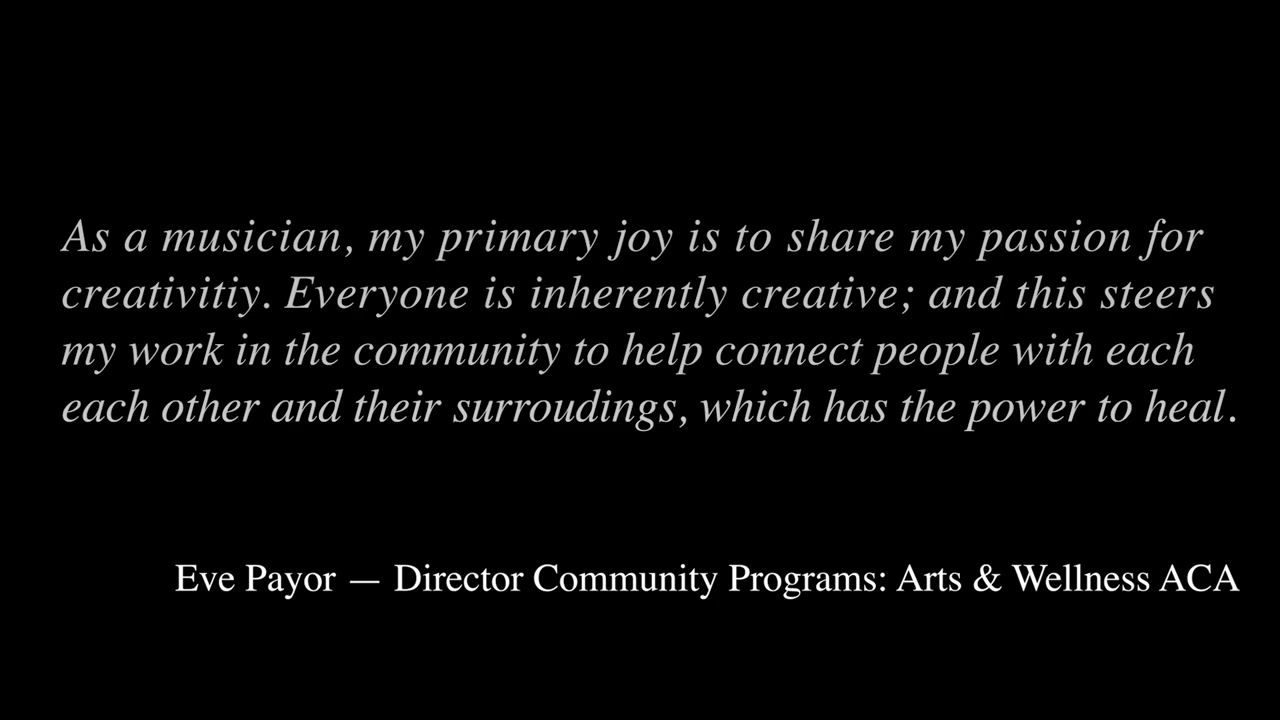 As a musician, my primary joy is to share my passion for
creativitiy. Everyone is inherently creative; and this steers
my work in the community to help connect people with each
each other and their surroudings, which has the power to heal.
Eve Payor — Director Community Programs: Arts & Wellness ACA